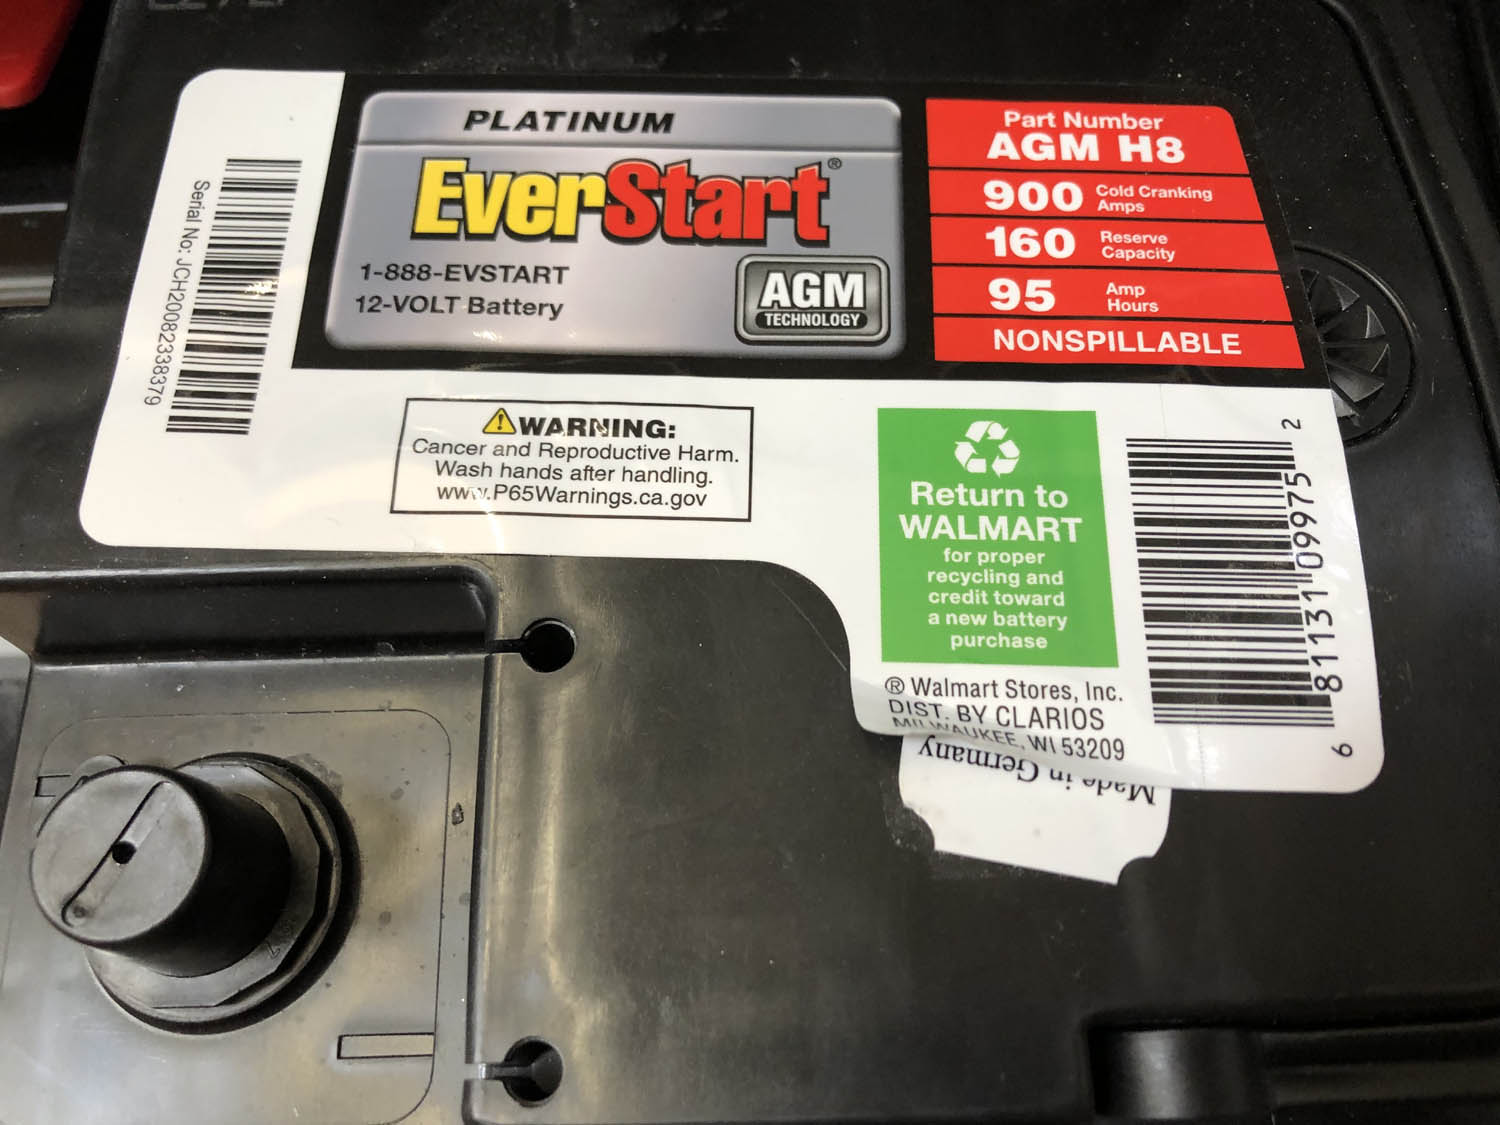 PLATINUM
EverStart®
1-888-EVSTART
12-VOLT Battery
AGM
TECHNOLOGY
Part Number
AGM H8
900 Cold Cranking
Amps
160 Reserve
Capacity
95 Amp
Hours
NONSPILLABLE
Serial No: JCH20082338379
WARNING:
Cancer and Reproductive Harm.
Wash hands after handling.
www.P65Warnings.ca.gov
Return to
WALMART
for proper
recycling and
credit toward
a new battery
purchase
® Walmart Stores, Inc.
DIST. BY CLARIOS
MILWAUKEE, WI 53209
6 81131 09975 2
Made in Germany